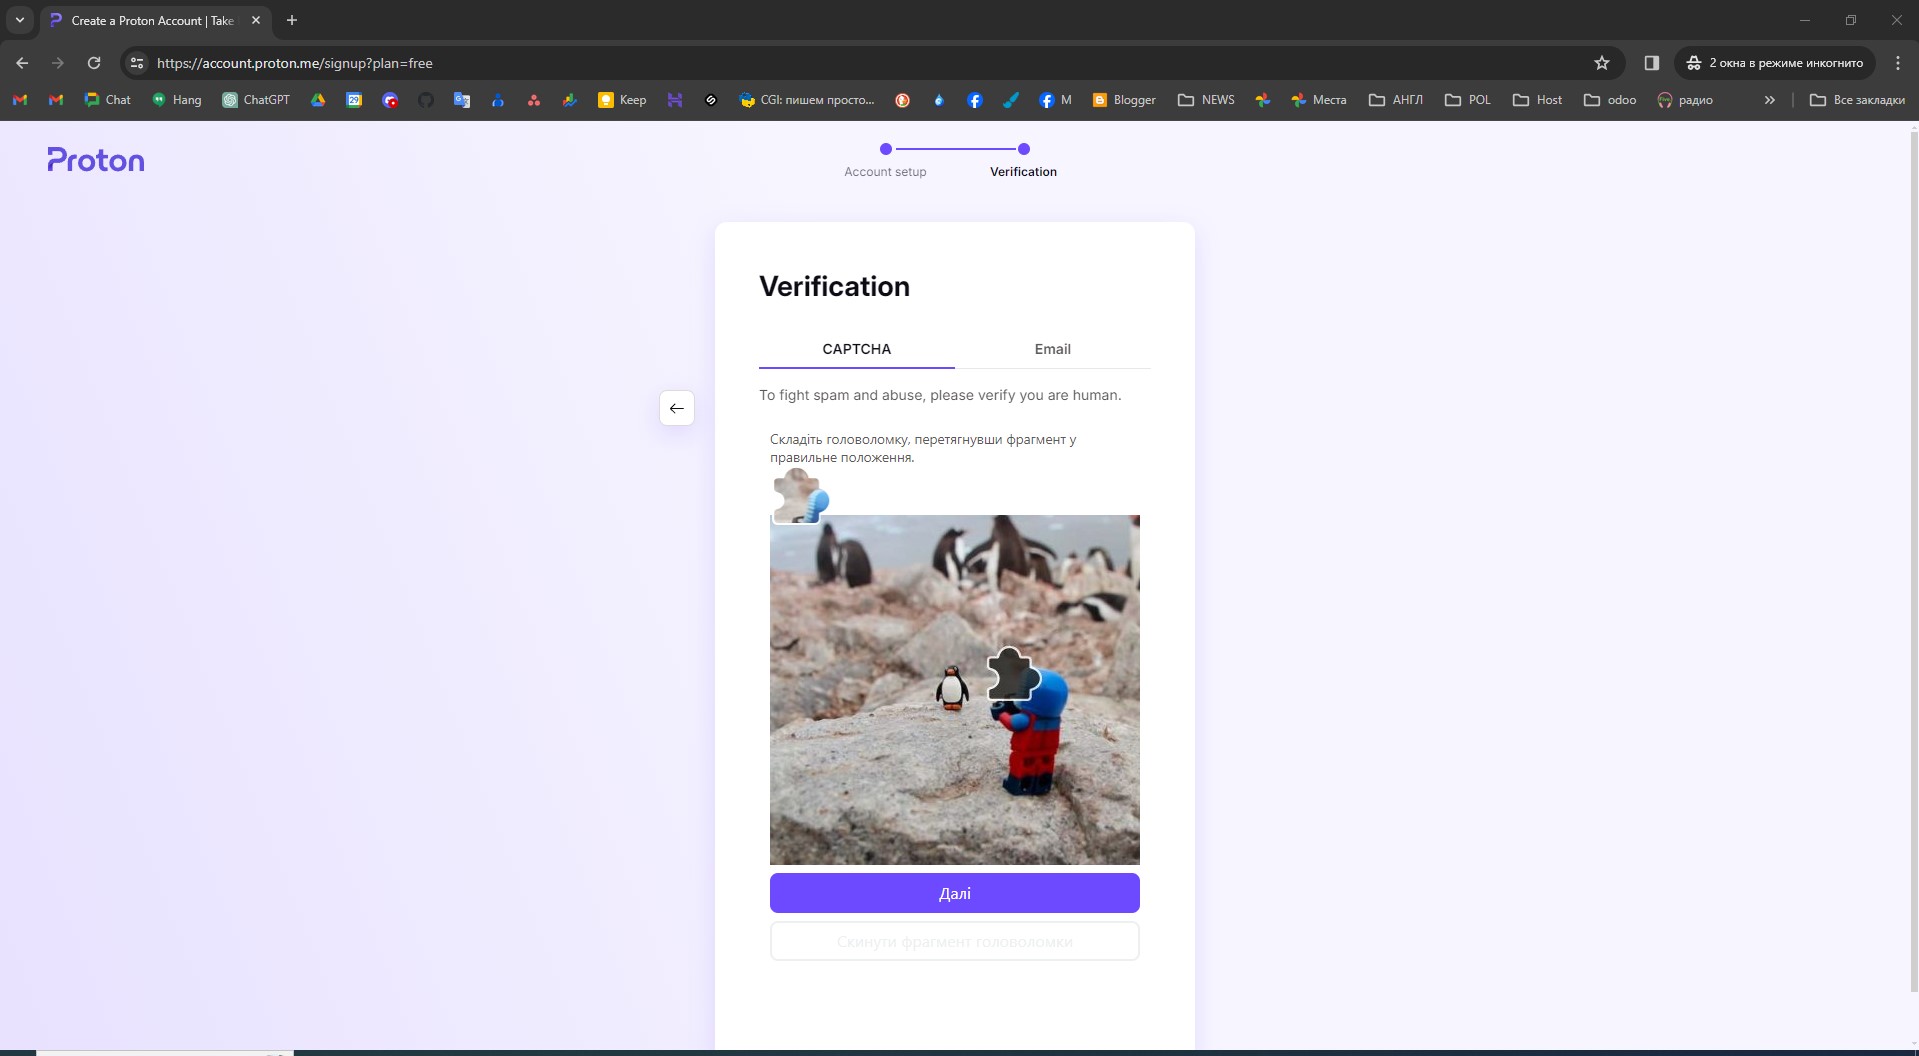 Create a Proton Account | Take
https://account.proton.me/signup?plan=free
2 окна в режиме инкогнито
Chat
Hang
ChatGPT
29
Keep
CGI: пишем просто...
М
Blogger
NEWS
Места
АНГЛ
POL
Host
odoo
радио
Все закладки
Proton
Account setup
Verification
Verification
CAPTCHA
Email
To fight spam and abuse, please verify you are human.
Складіть головоломку, перетягнувши фрагмент у
правильне положення.
Далі
Скинути фрагмент головоломки